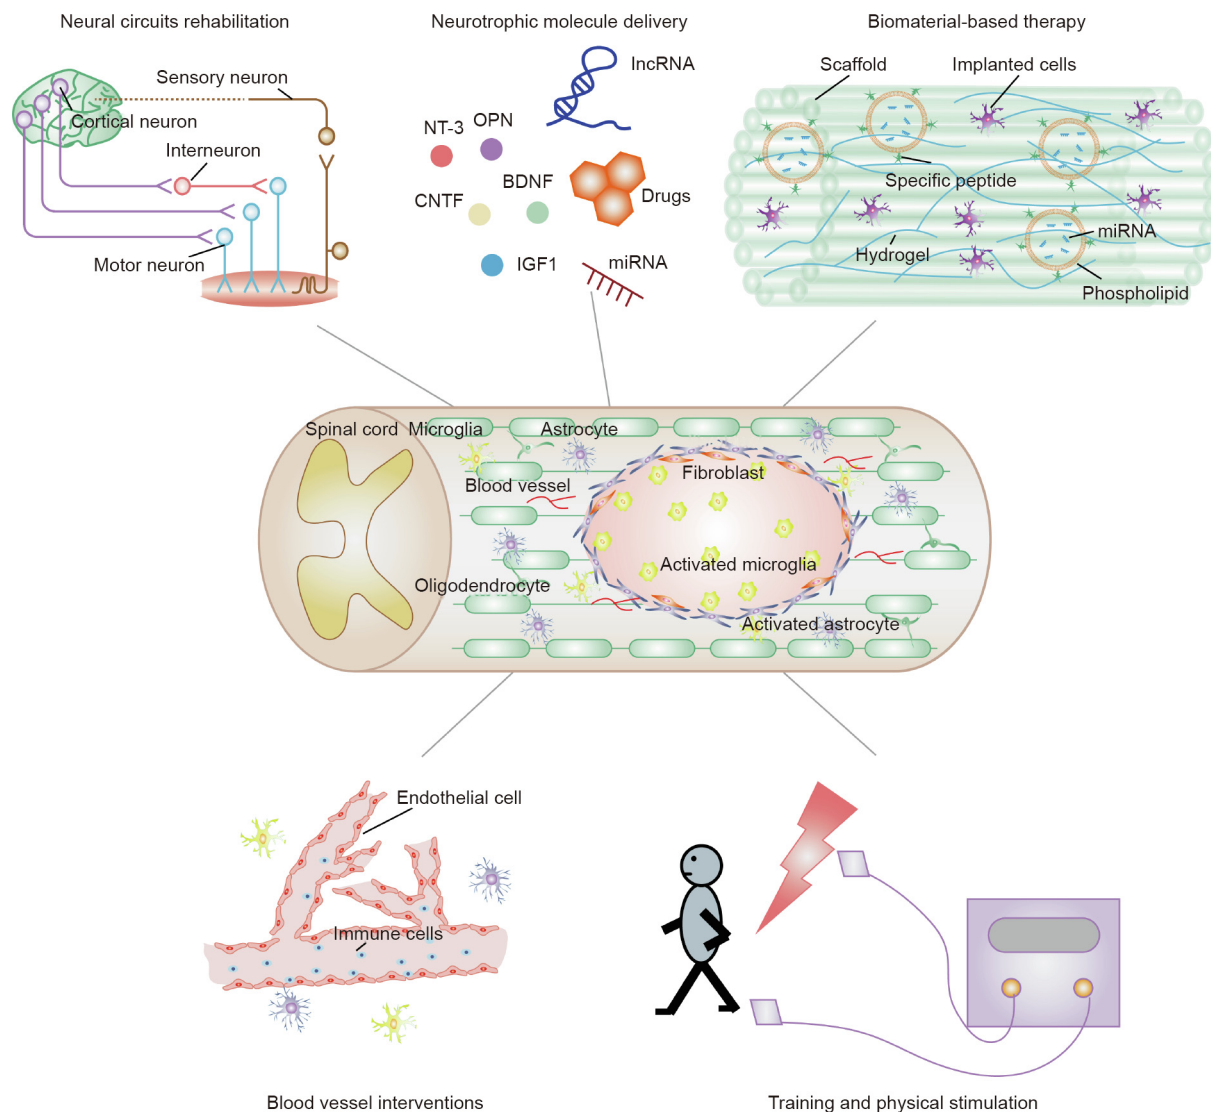 Neural circuits rehabilitation
Neurotrophic molecule delivery
Biomaterial-based therapy
Sensory neuron
Cortical neuron
Interneuron
Motor neuron
lncRNA
NT-3
OPN
BDNF
CNTF
Drugs
IGF1
miRNA
Scaffold
Implanted cells
Specific peptide
miRNA
Hydrogel
Phospholipid
Spinal cord
Microglia
Astrocyte
Fibroblast
Blood vessel
Activated microglia
Oligodendrocyte
Activated astrocyte
Endothelial cell
Immune cells
Blood vessel interventions
Training and physical stimulation